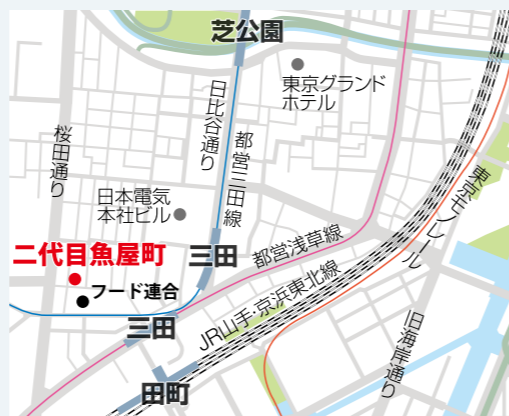 芝公園
東京グランド
ホテル
日比谷通り
都営三田線
桜田通り
日本電気
本社ビル
東京モノレール
二代目魚屋町
三田
都営浅草線
フード連合
三田
JR山手・京浜東北線
旧海岸通り
田町